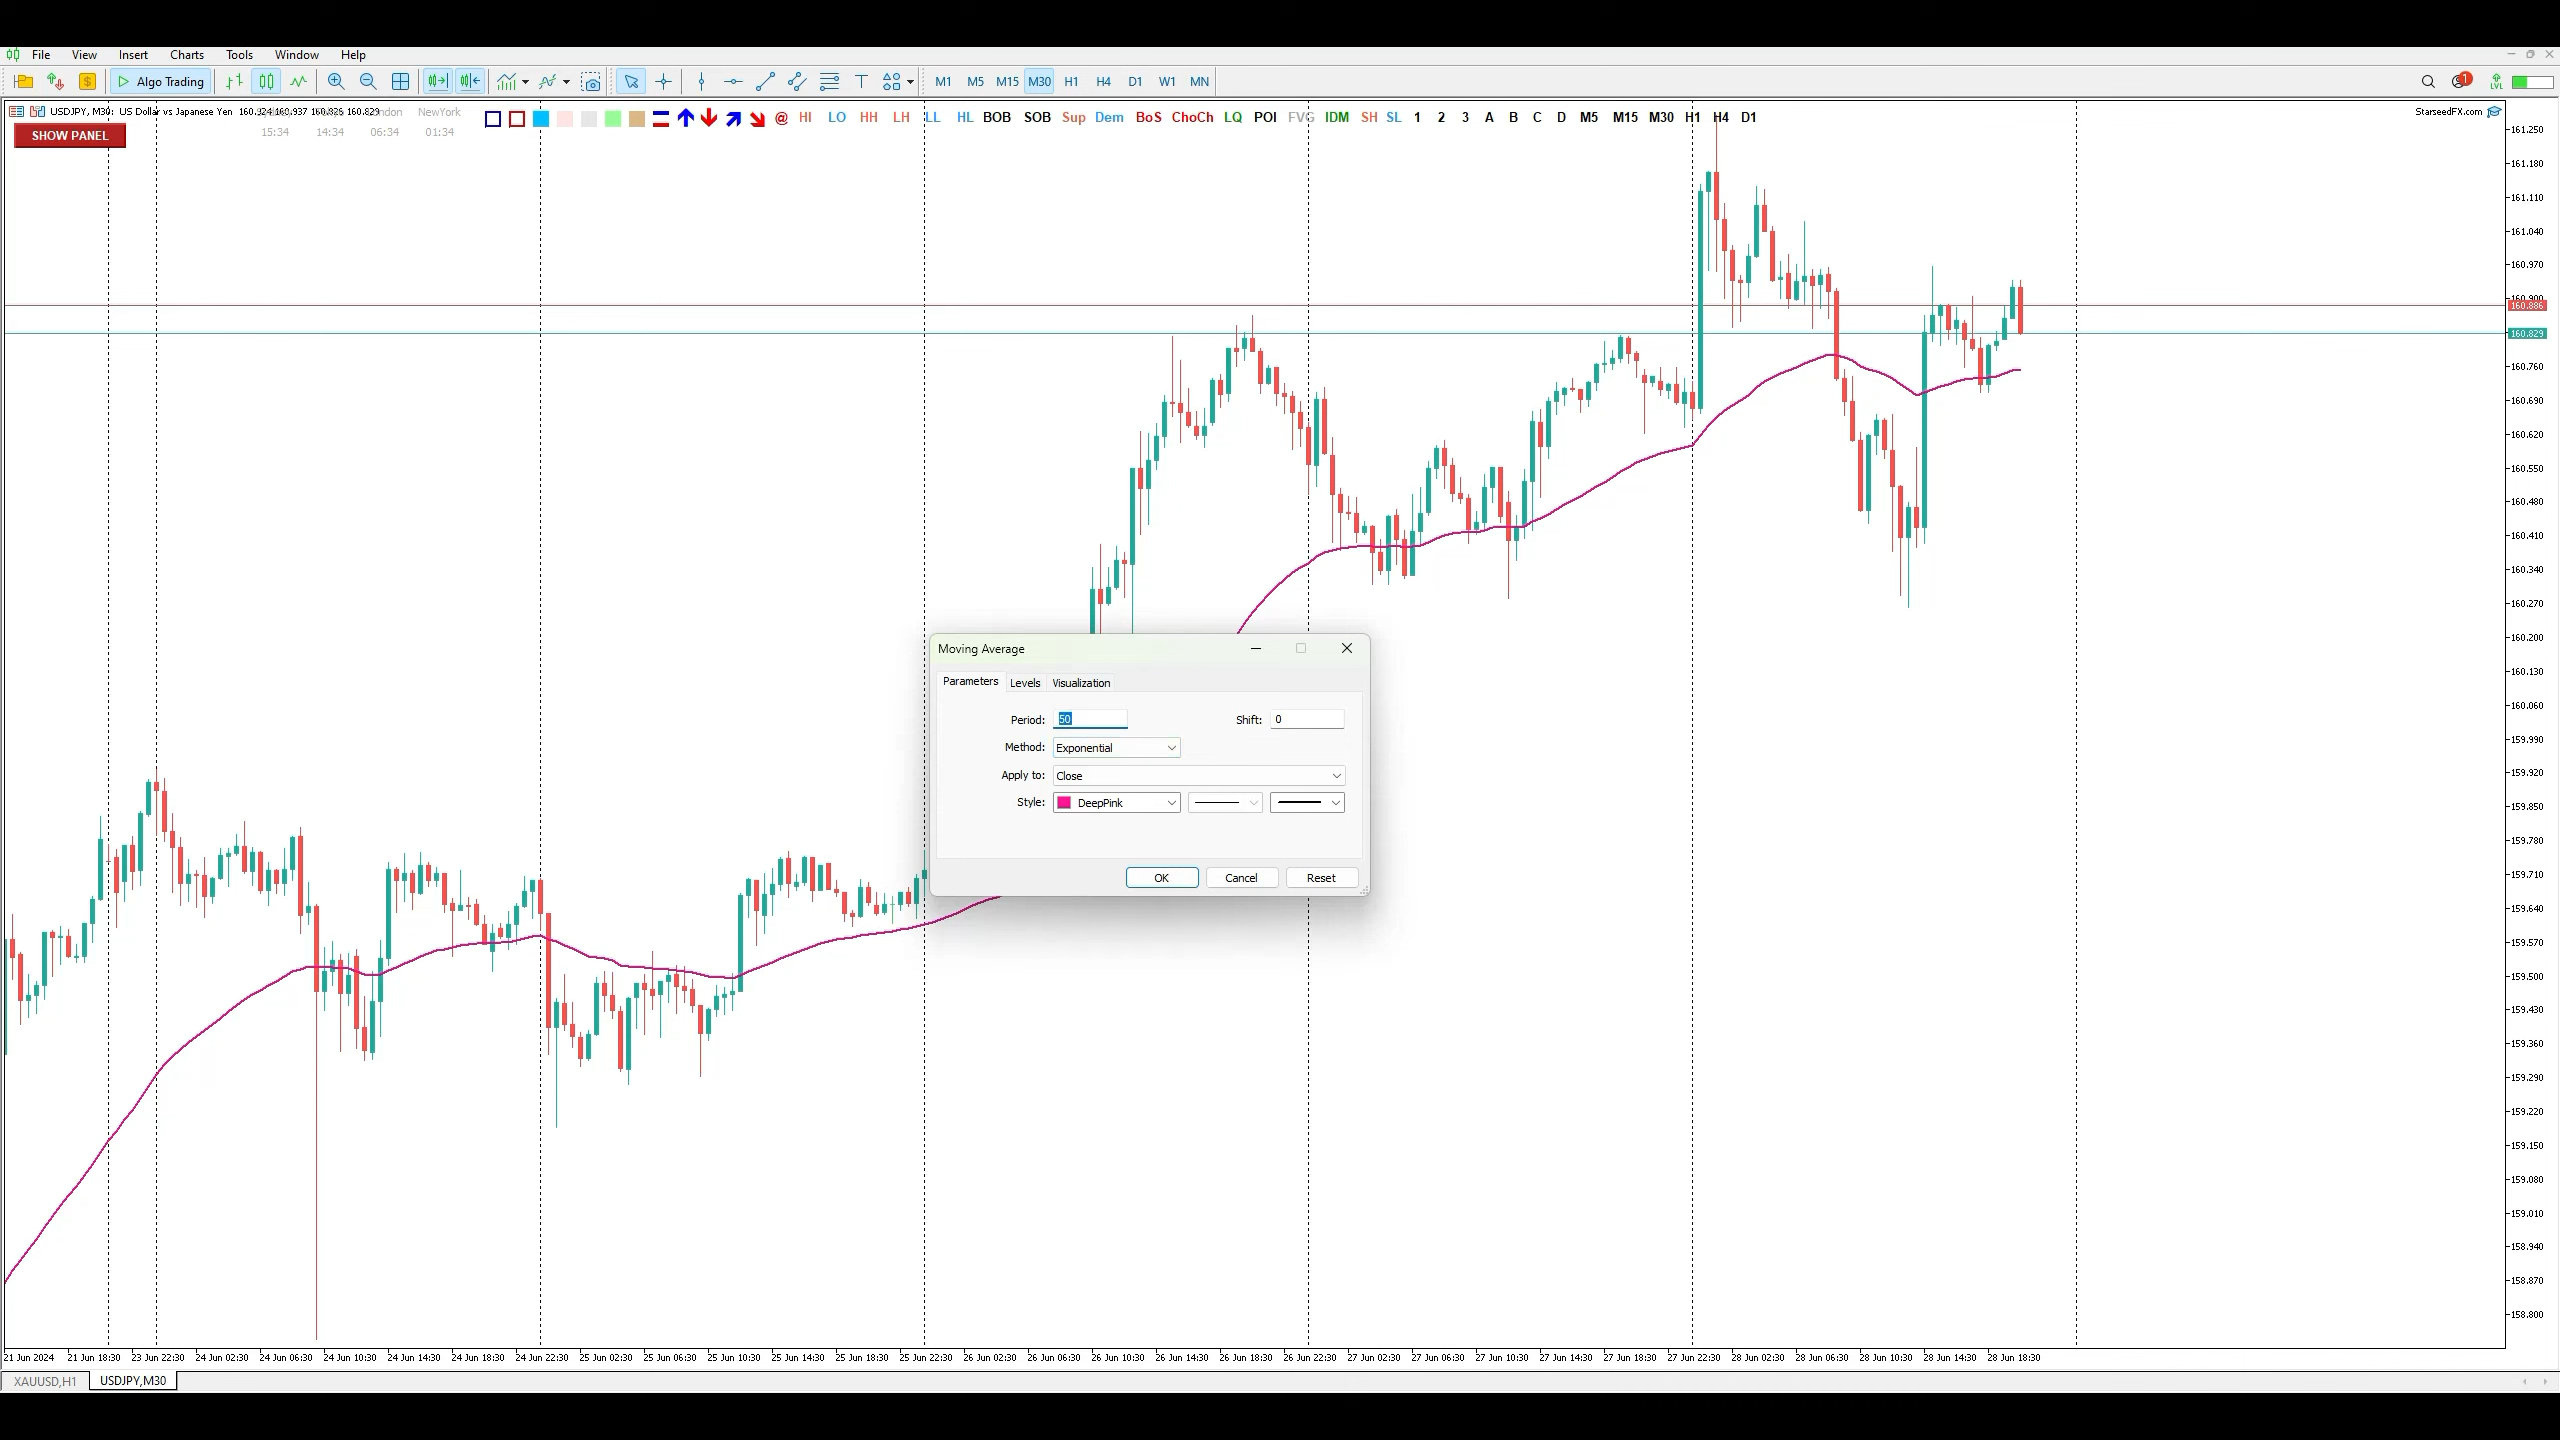 File View Insert Charts Tools Window Help
Algo Trading M1 M5 M15 M30 H1 H4 D1 W1 MN 1 LVL
USDJPY, M30: US Dollar vs Japanese Yen 160.924 160.937 160.826 160.829 NewYork
StarseedFX.com
HI LO HH LH LL HL BOB SOB Sup Dem BoS ChoCh LQ POI FVG IDM SH SL 1 2 3 A B C D M5 M15 M30 H1 H4 D1
SHOW PANEL
15:34 14:34 06:34 01:34
161.250
161.180
161.110
161.040
160.970
160.900
160.886
160.829
160.760
160.690
160.620
160.550
160.480
160.410
160.340
160.270
160.200
160.130
160.060
159.990
159.920
159.850
159.780
159.710
159.640
159.570
159.500
159.430
159.360
159.290
159.220
159.150
159.080
159.010
158.940
158.870
158.800
Moving Average
Parameters Levels Visualization
Period: 50 Shift: 0
Method: Exponential
Apply to: Close
Style: DeepPink
OK Cancel Reset
21 Jun 2024 21 Jun 18:30 23 Jun 22:30 24 Jun 02:30 24 Jun 06:30 24 Jun 10:30 24 Jun 14:30 24 Jun 18:30 24 Jun 22:30 25 Jun 02:30 25 Jun 06:30 25 Jun 10:30 25 Jun 14:30 25 Jun 18:30 25 Jun 22:30 26 Jun 02:30 26 Jun 06:30 26 Jun 10:30 26 Jun 14:30 26 Jun 18:30 26 Jun 22:30 27 Jun 02:30 27 Jun 06:30 27 Jun 10:30 27 Jun 14:30 27 Jun 18:30 27 Jun 22:30 28 Jun 02:30 28 Jun 06:30 28 Jun 10:30 28 Jun 14:30 28 Jun 18:30
XAUUSD,H1 USDJPY,M30